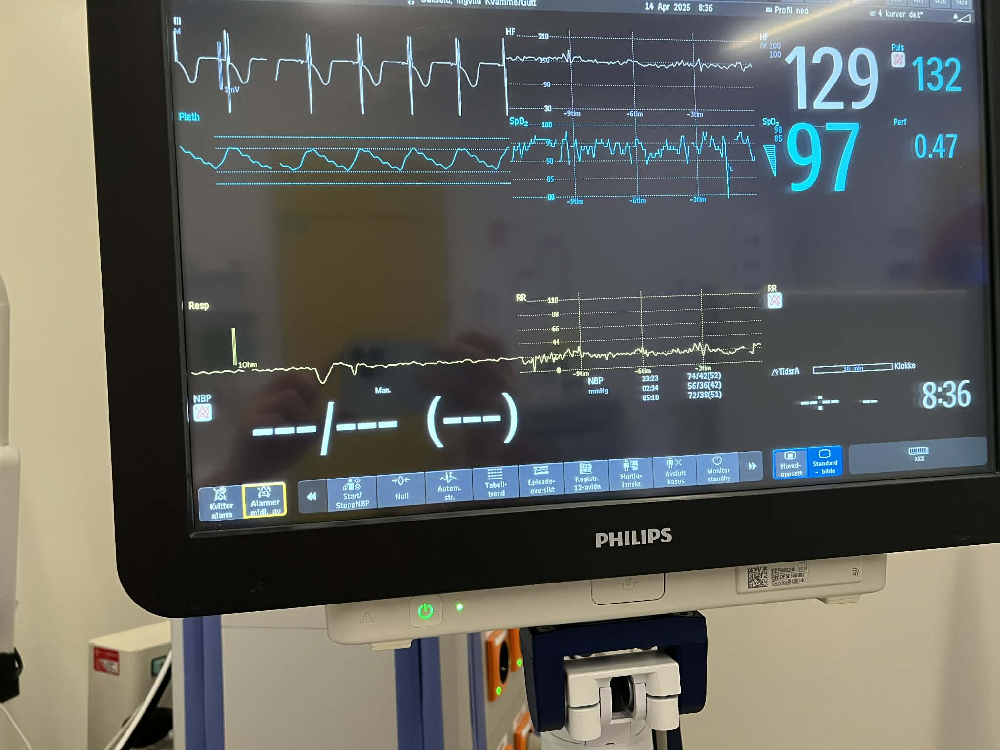 Ingvild Kvamme/Gutt
14 Apr 2026 8:36
Profil neo
4 kurver delt"
V420
V424
III
M
1mV
HF
210
150
90
30
-9tim
-6tim
-3tim
HF
200
100
129
Puls
132
Pleth
SpO2
100
95
90
85
80
-9tim
-6tim
-3tim
SpO2
98
85
97
Perf
0.47
Resp
1Ohm
RR
110
88
66
44
22
0
-9tim
-6tim
-3tim
RR
NBP
Man.
---/--- (---)
NBP
mmHg
23:23 74/42(52)
02:34 56/36(42)
05:10 72/38(51)
TidsrA
30 min
Klokke
--:-- --
8:36
Kvitter
alarm
Alarmer
midl. av
Start/
StoppNBP
→0←
Null
Autom.
str.
Tabell-
trend
Episode-
oversikt
Registr.
12-avldn
Hurtig-
innskr.
Avslutt
kasus
Monitor
standby
Hoved-
oppsett
Standard
- bilde
XXX
PHILIPS
REF 865240
SN DE50849652
Service# 865240